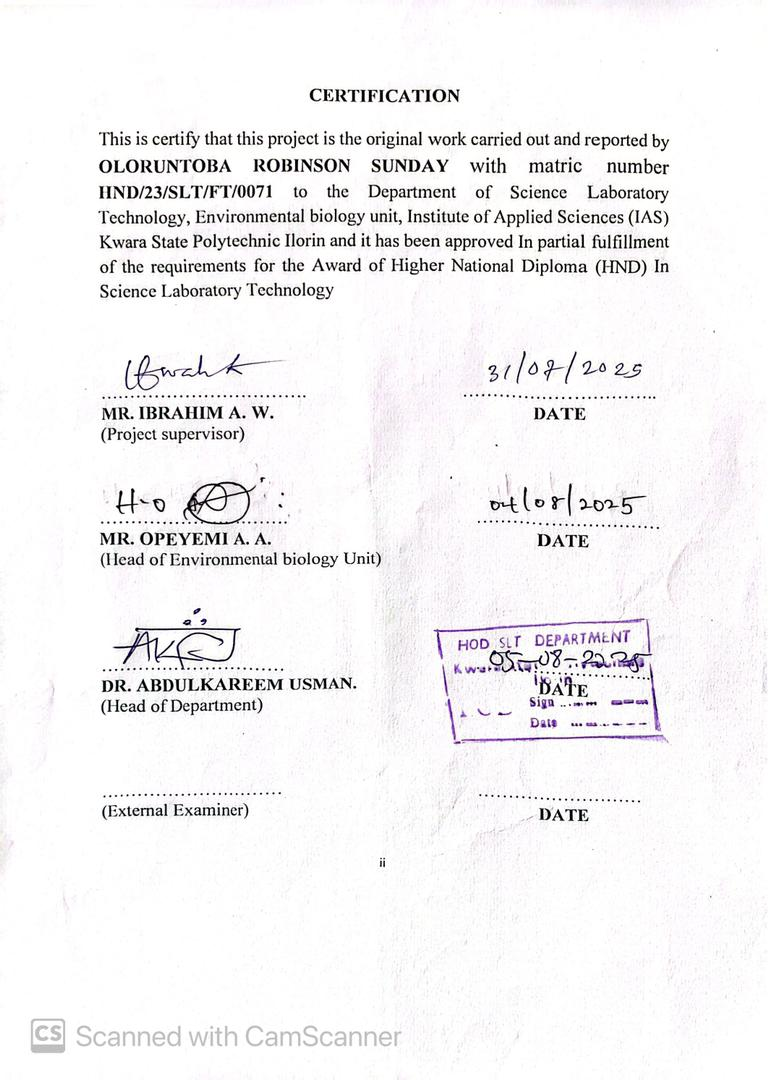 CERTIFICATION
This is certify that this project is the original work carried out and reported by
OLORUNTOBA ROBINSON SUNDAY with matric number
HND/23/SLT/FT/0071 to the Department of Science Laboratory
Technology, Environmental biology unit, Institute of Applied Sciences (IAS)
Kwara State Polytechnic Ilorin and it has been approved In partial fulfillment
of the requirements for the Award of Higher National Diploma (HND) In
Science Laboratory Technology
31/07/2025
MR. IBRAHIM A. W. DATE
(Project supervisor)
H-O 04/08/2025
MR. OPEYEMI A. A. DATE
(Head of Environmental biology Unit)
HOD SLT DEPARTMENT
05-08-2025
DR. ABDULKAREEM USMAN. DATE
(Head of Department) Sign
Date
(External Examiner) DATE
ii
CS Scanned with CamScanner